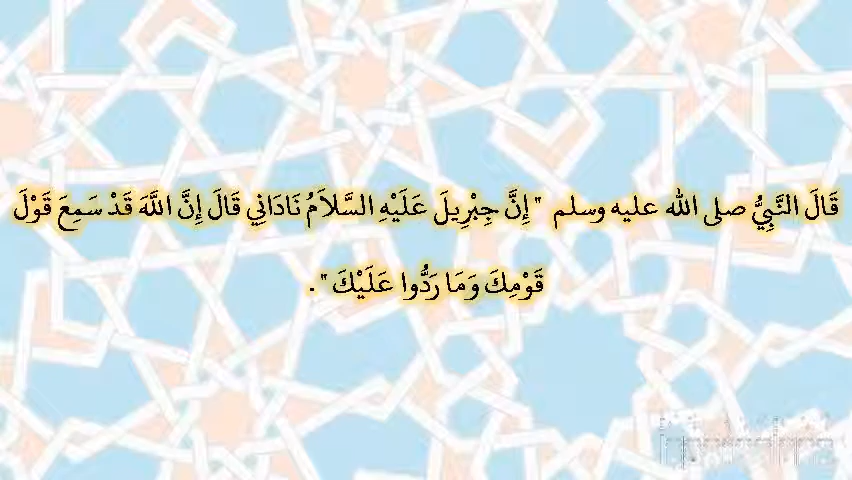 قَالَ النَّبِيُّ صلى الله عليه وسلم " إِنَّ جِبْرِيلَ عَلَيْهِ السَّلاَمُ نَادَانِي قَالَ إِنَّ اللَّهَ قَدْ سَمِعَ قَوْلَ
قَوْمِكَ وَمَا رَدُّوا عَلَيْكَ ".